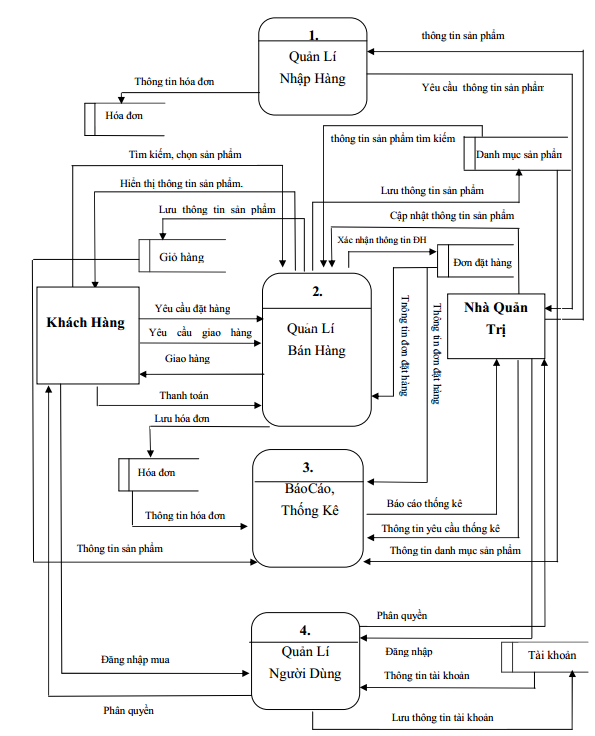 1.
Quản Lí
Nhập Hàng
thông tin sản phẩm
Yêu cầu thông tin sản phẩm
Thông tin hóa đơn
Hóa đơn
thông tin sản phẩm tìm kiếm
Danh mục sản phẩn
Tìm kiếm, chọn sản phẩm
Hiển thị thông tin sản phẩm.
Lưu thông tin sản phẩm
Lưu thông tin sản phẩm
Cập nhật thông tin sản phẩm
Xác nhận thông tin ĐH
Giỏ hàng
Đơn đặt hàng
2.
Quản Lí
Bán Hàng
Khách Hàng
Nhà Quản
Trị
Yêu cầu đặt hàng
Yêu cầu giao hàng
Giao hàng
Thanh toán
Thông tin đơn đặt hàng
Thông tin đơn đặt hàng
Lưu hóa đơn
Hóa đơn
3.
BáoCáo,
Thống Kê
Báo cáo thống kê
Thông tin hóa đơn
Thông tin yêu cầu thống kê
Thông tin sản phẩm
Thông tin danh mục sản phẩm
4.
Quản Lí
Người Dùng
Phân quyền
Đăng nhập
Tài khoản
Đăng nhập mua
Thông tin tài khoản
Phân quyền
Lưu thông tin tài khoản